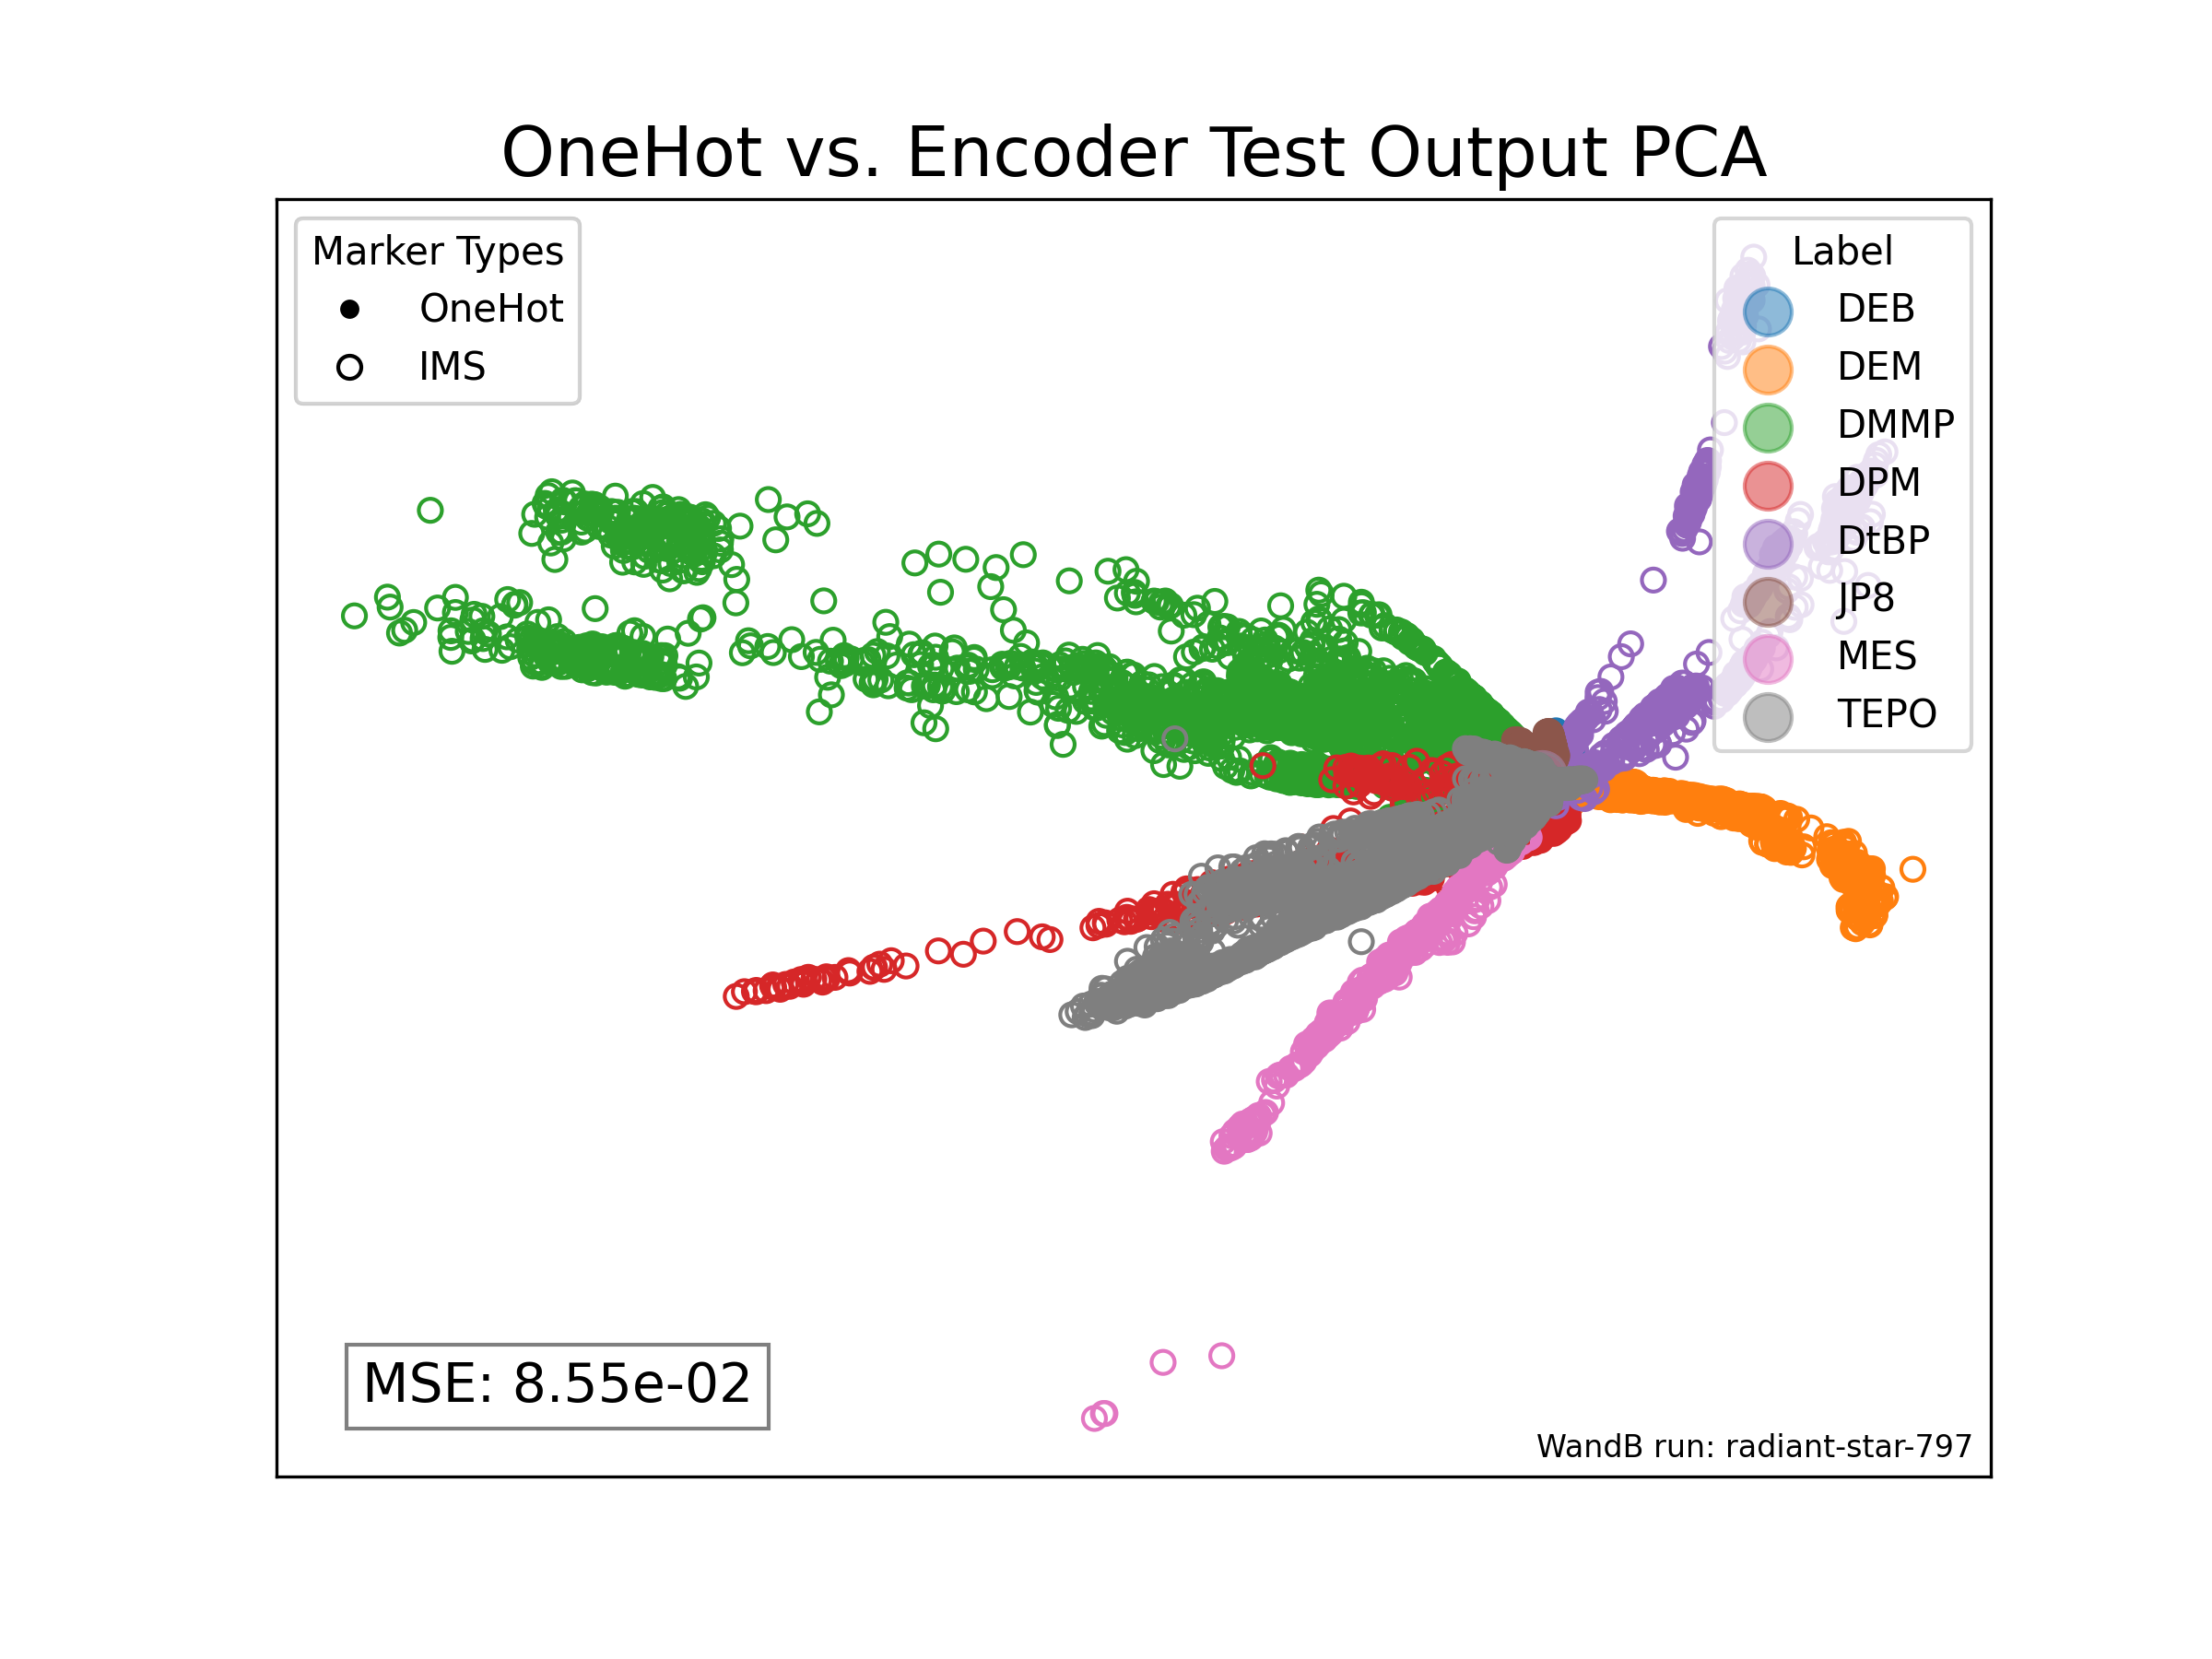 OneHot vs. Encoder Test Output PCA
Marker Types
OneHot
IMS
Label
DEB
DEM
DMMP
DPM
DtBP
JP8
MES
TEPO
MSE: 8.55e-02
WandB run: radiant-star-797